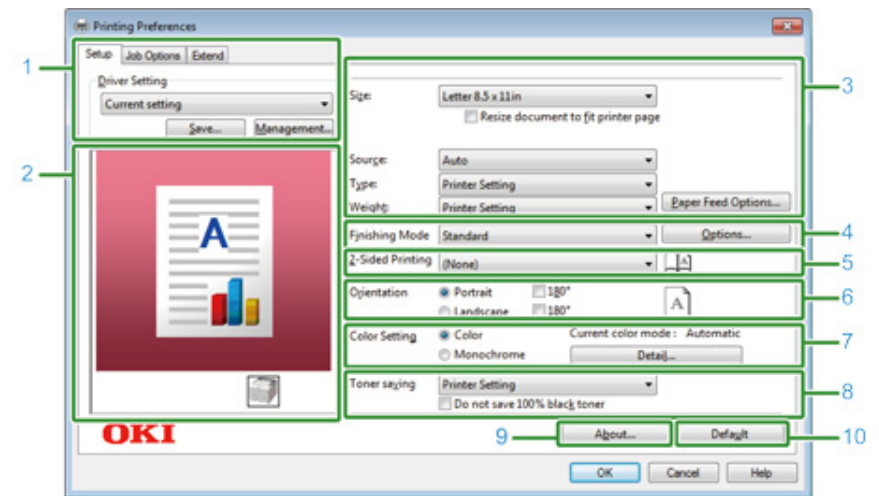 Printing Preferences
Setup Job Options Extend
1
Driver Setting
Current setting
Save... Management...
2
A
3
Size: Letter 8.5 x 11in
Resize document to fit printer page
Source: Auto
Type: Printer Setting
Weight: Printer Setting Paper Feed Options...
Finishing Mode Standard Options... 4
2-Sided Printing (None) A 5
Orientation Portrait 180° A 6
Landscape 180°
Color Setting Color Current color mode : Automatic 7
Monochrome Detail...
Toner saving Printer Setting 8
Do not save 100% black toner
OKI 9 About... Default 10
OK Cancel Help